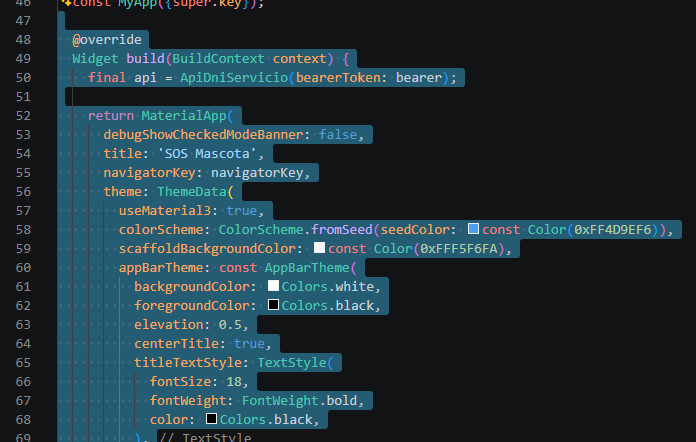 46 const MyApp({super.key});
47
48 @override
49 Widget build(BuildContext context) {
50 final api = ApiDniServicio(bearerToken: bearer);
51
52 return MaterialApp(
53 debugShowCheckedModeBanner: false,
54 title: 'SOS Mascota',
55 navigatorKey: navigatorKey,
56 theme: ThemeData(
57 useMaterial3: true,
58 colorScheme: ColorScheme.fromSeed(seedColor: const Color(0xFF4D9EF6)),
59 scaffoldBackgroundColor: const Color(0xFFF5F6FA),
60 appBarTheme: const AppBarTheme(
61 backgroundColor: Colors.white,
62 foregroundColor: Colors.black,
63 elevation: 0.5,
64 centerTitle: true,
65 titleTextStyle: TextStyle(
66 fontSize: 18,
67 fontWeight: FontWeight.bold,
68 color: Colors.black,
69 ), // TextStyle